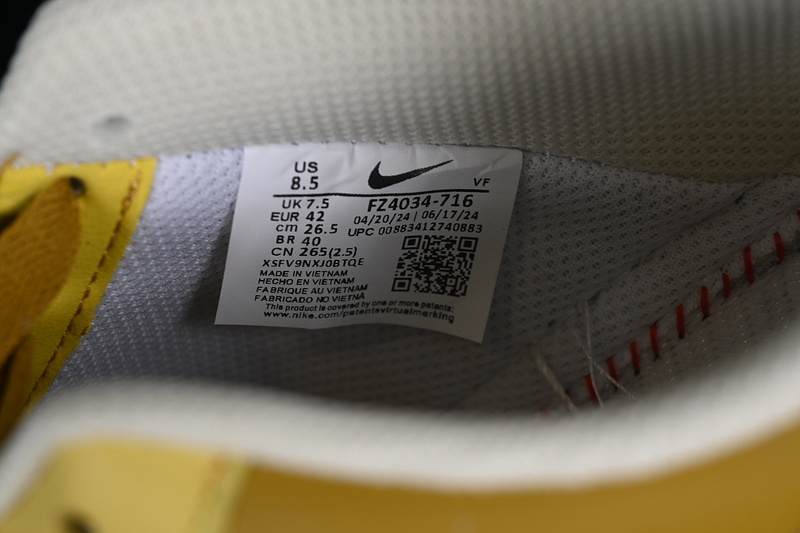 US
8.5
VF
UK 7.5
FZ4034-716
EUR 42
04/20/24 | 06/17/24
cm 26.5
UPC 00883412740883
BR 40
CN 265(2.5)
XSFV9NXJ0BTQE
MADE IN VIETNAM
HECHO EN VIETNAM
FABRIQUE AU VIETNAM
FABRICADO NO VIETNA
This product is covered by one or more patents:
www.nike.com/patentsvirtualmarking